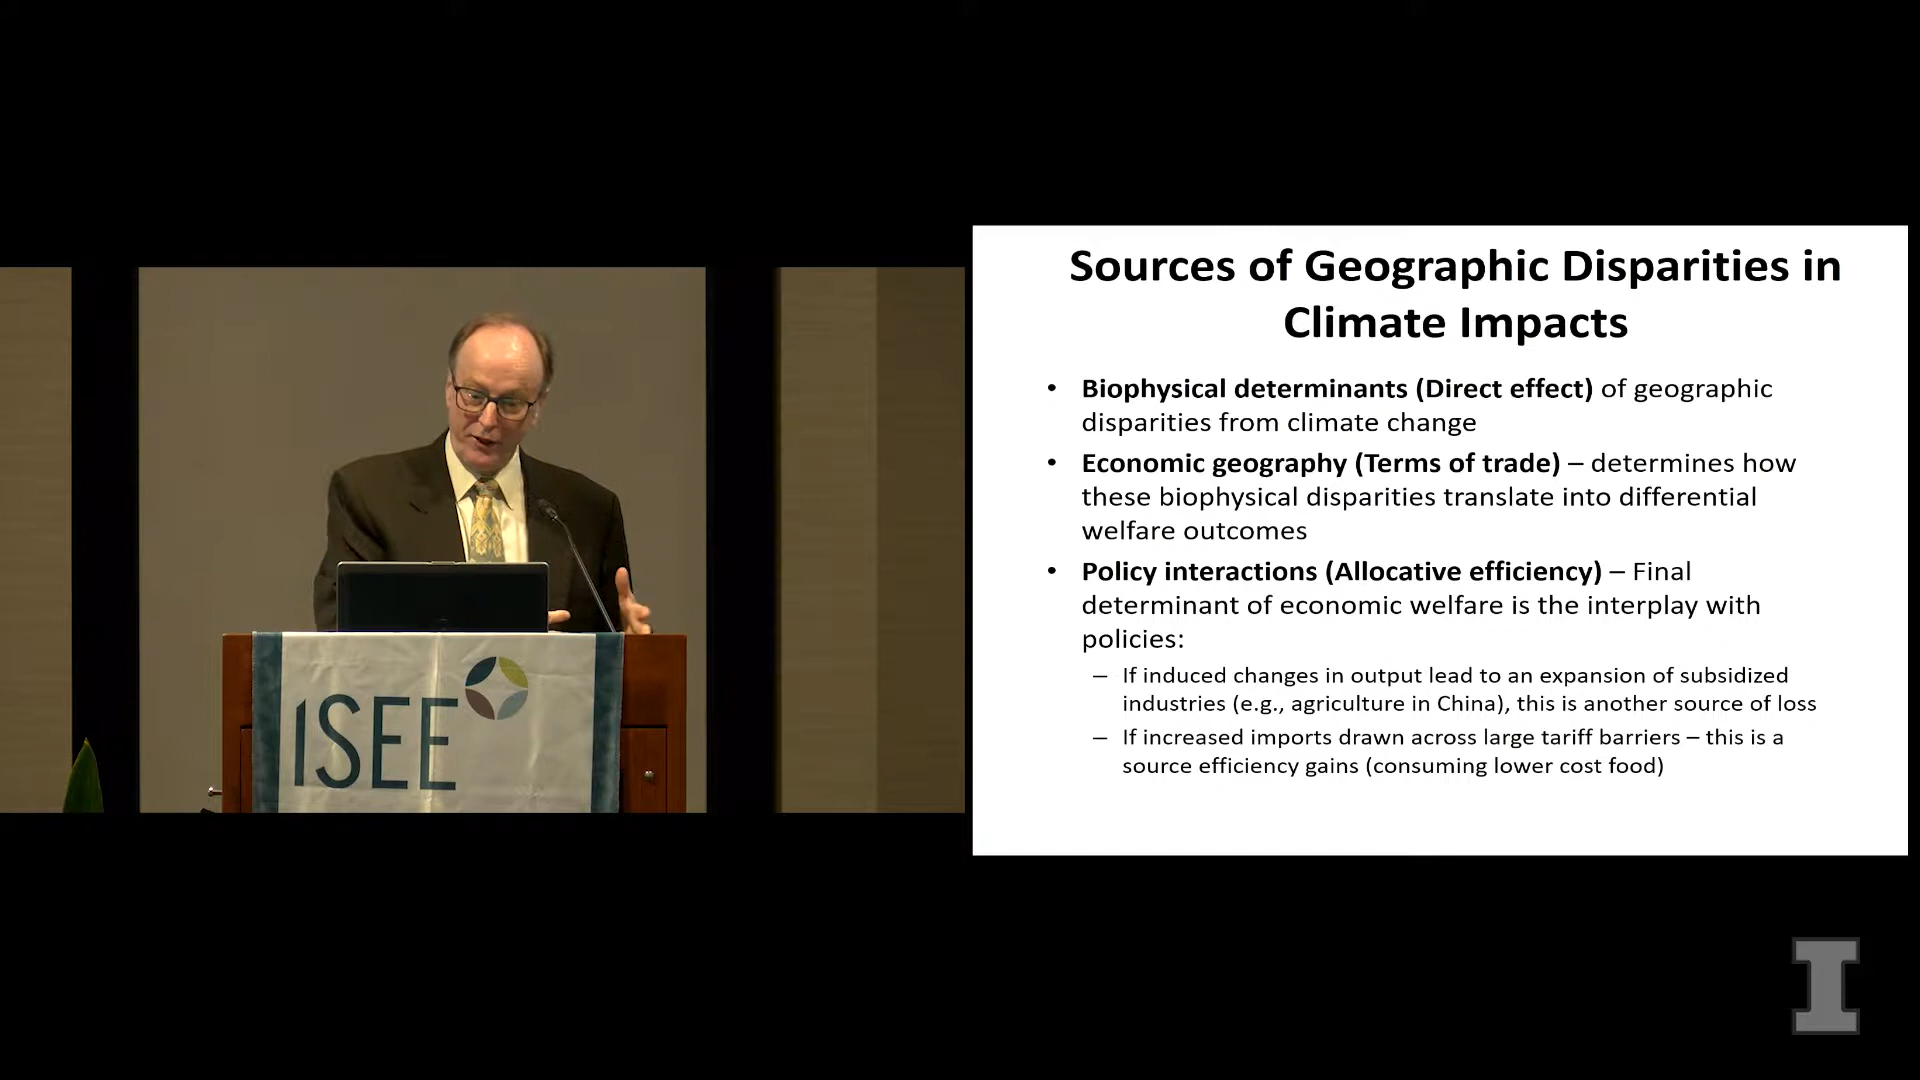 Sources of Geographic Disparities in
Climate Impacts
• Biophysical determinants (Direct effect) of geographic
disparities from climate change
• Economic geography (Terms of trade) – determines how
these biophysical disparities translate into differential
welfare outcomes
• Policy interactions (Allocative efficiency) – Final
determinant of economic welfare is the interplay with
policies:
– If induced changes in output lead to an expansion of subsidized
industries (e.g., agriculture in China), this is another source of loss
– If increased imports drawn across large tariff barriers – this is a
source efficiency gains (consuming lower cost food)
ISEE
I